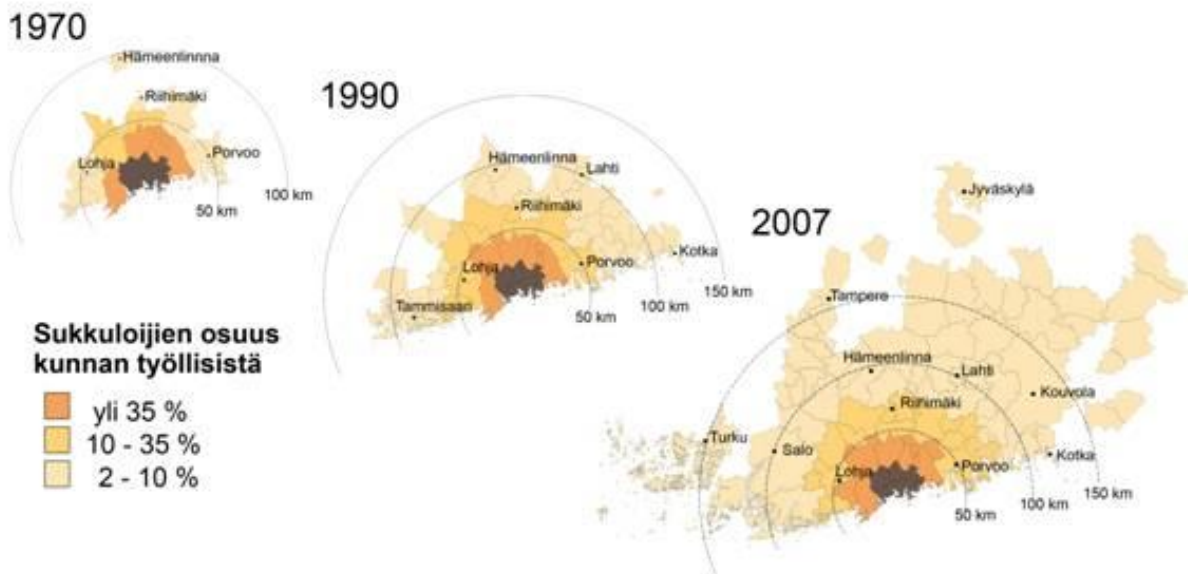 1970
Hämeenlinnna
Riihimäki
Lohja
Porvoo
50 km
100 km
1990
Hämeenlinna
Lahti
Riihimäki
Lohja
Porvoo
Kotka
Tammisaari
50 km
100 km
150 km
2007
Jyväskylä
Tampere
Hämeenlinna
Lahti
Kouvola
Riihimäki
Turku
Salo
Kotka
Lohja
Porvoo
50 km
100 km
150 km
Sukkuloijien osuus
kunnan työllisistä
yli 35 %
10 - 35 %
2 - 10 %